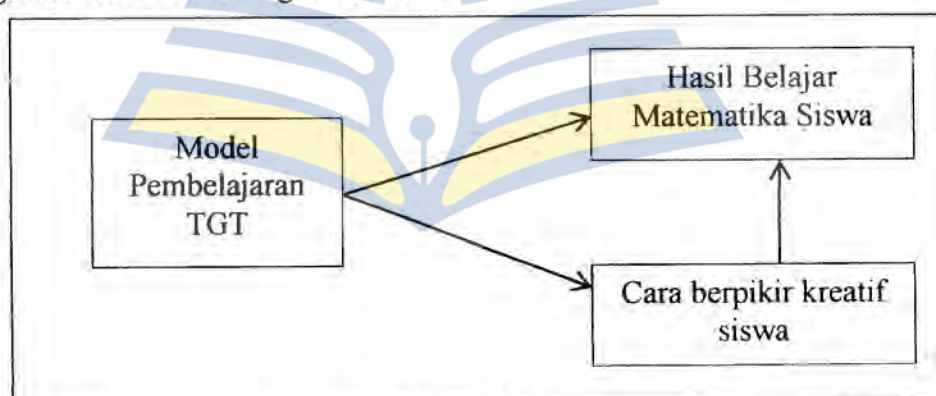 Model
Pembelajaran
TGT
Hasil Belajar
Matematika Siswa
Cara berpikir kreatif
siswa